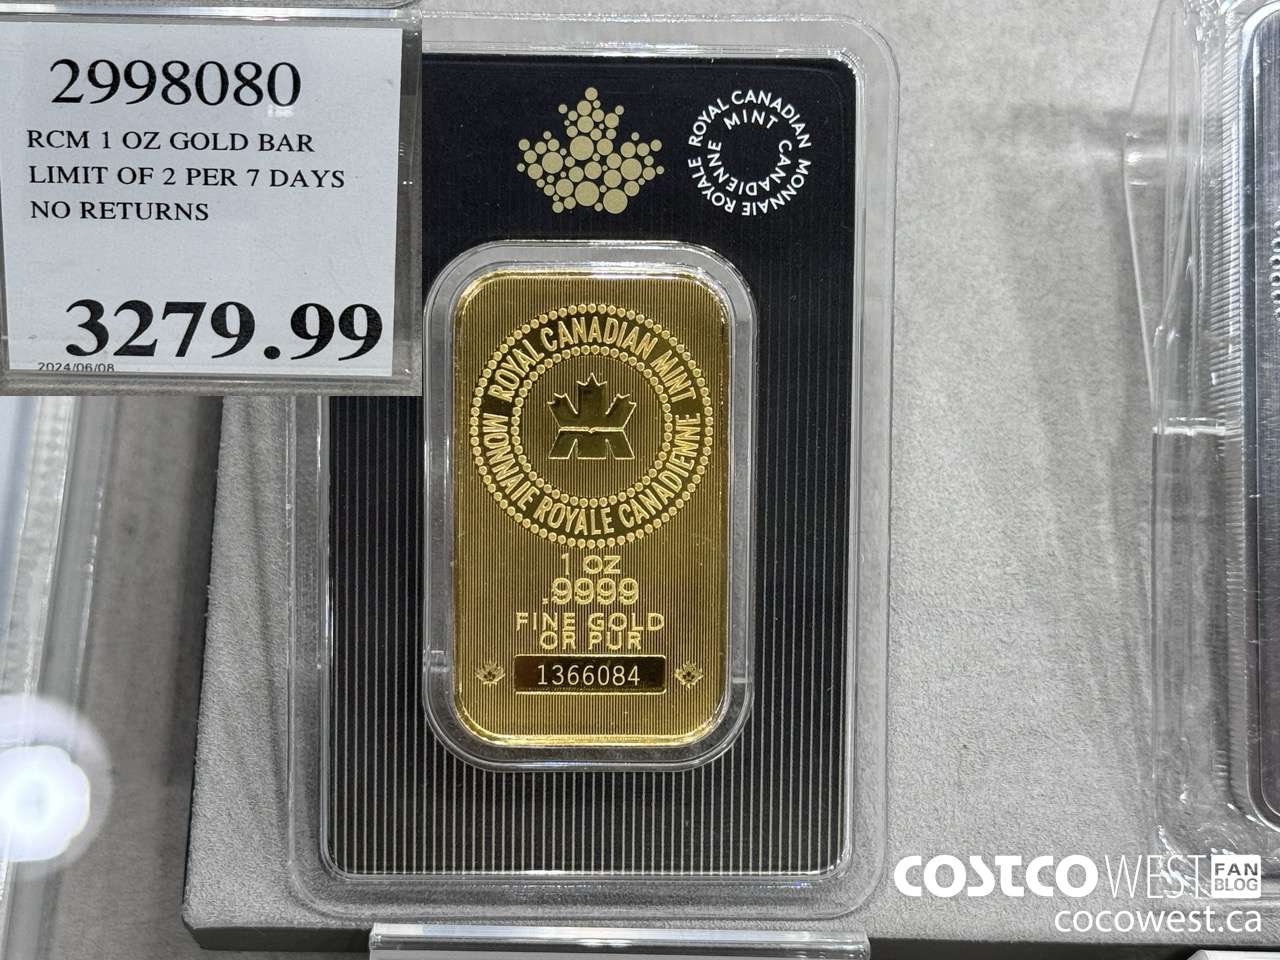 2998080
RCM 1 OZ GOLD BAR
LIMIT OF 2 PER 7 DAYS
NO RETURNS
3279.99
2024/06/08
ROYAL CANADIAN MINT
MONNAIE ROYALE CANADIENNE
ROYAL CANADIAN MINT
MONNAIE ROYALE CANADIENNE
1 OZ
.9999
FINE GOLD
OR PUR
1366084
COSTCO WEST FAN BLOG
cocowest.ca